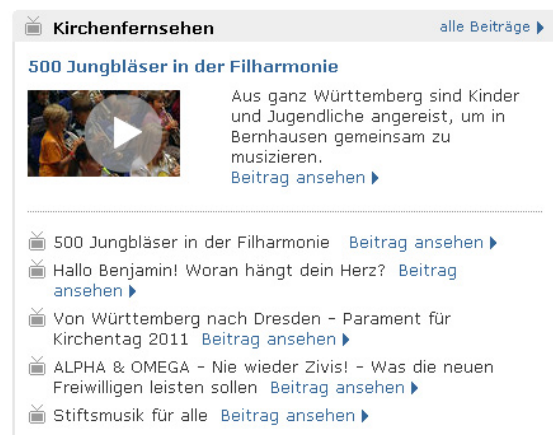 Kirchenfernsehen alle Beiträge
500 Jungbläser in der Filharmonie
Aus ganz Württemberg sind Kinder
und Jugendliche angereist, um in
Bernhausen gemeinsam zu
musizieren.
Beitrag ansehen
500 Jungbläser in der Filharmonie Beitrag ansehen
Hallo Benjamin! Woran hängt dein Herz? Beitrag
ansehen
Von Württemberg nach Dresden - Parament für
Kirchentag 2011 Beitrag ansehen
ALPHA & OMEGA - Nie wieder Zivis! - Was die neuen
Freiwilligen leisten sollen Beitrag ansehen
Stiftsmusik für alle Beitrag ansehen